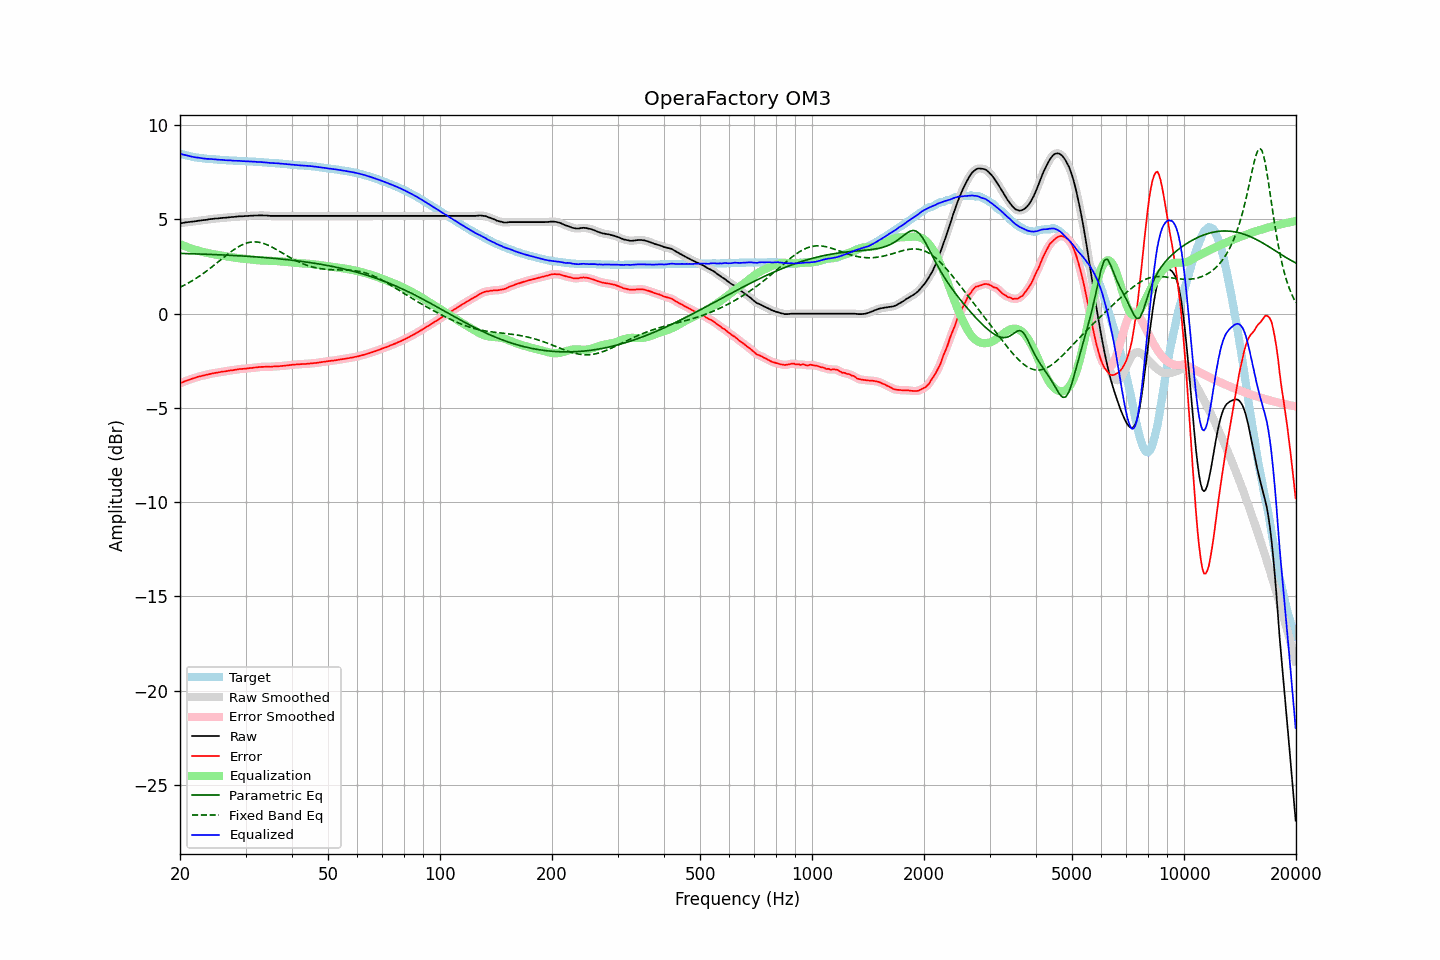 OperaFactory OM3
10
5
0
−5
−10
−15
−20
−25
Amplitude (dBr)
Target
Raw Smoothed
Error Smoothed
Raw
Error
Equalization
Parametric Eq
Fixed Band Eq
Equalized
20 50 100 200 500 1000 2000 5000 10000 20000
Frequency (Hz)